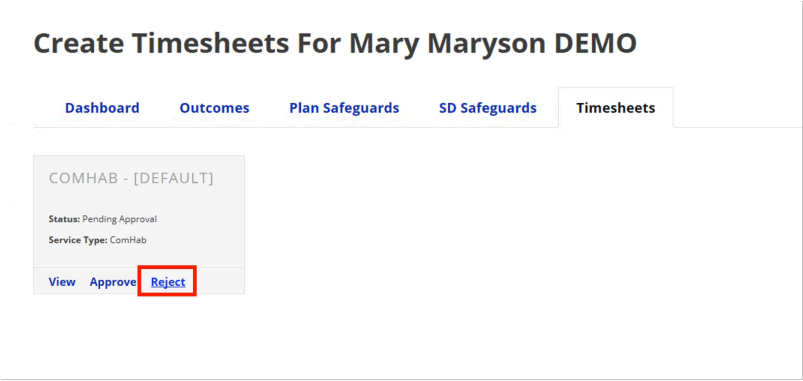 Create Timesheets For Mary Maryson DEMO
Dashboard Outcomes Plan Safeguards SD Safeguards Timesheets
COMHAB - [DEFAULT]
Status: Pending Approval
Service Type: ComHab
View Approve Reject